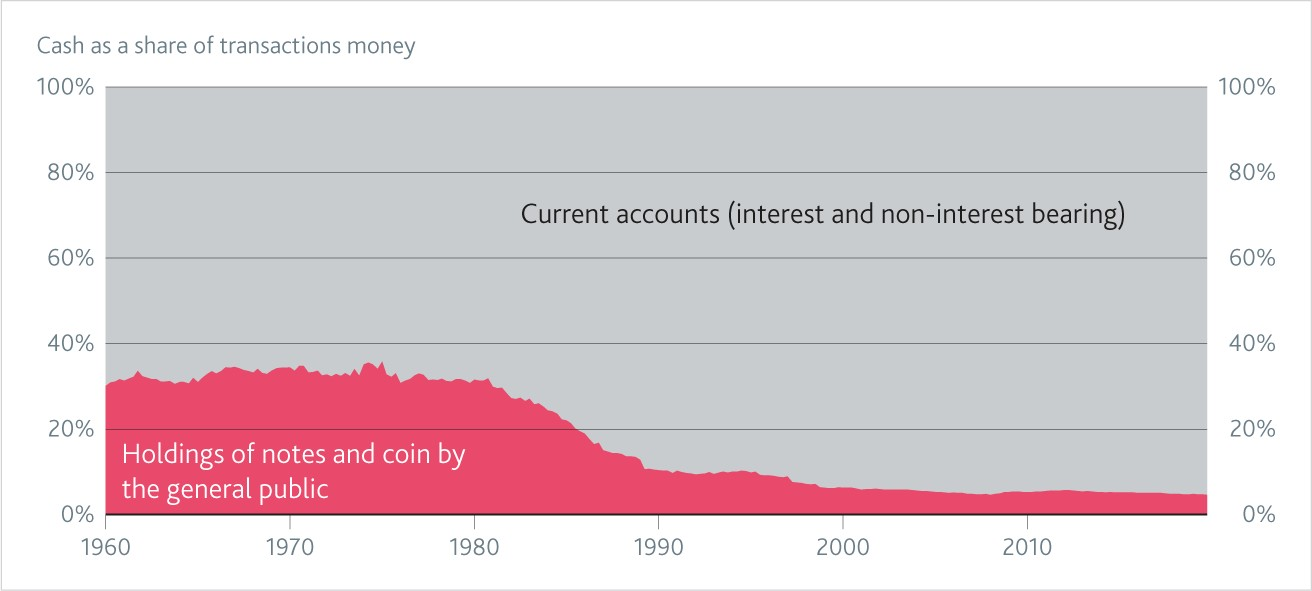 Cash as a share of transactions money
100% 100%
80% 80%
Current accounts (interest and non-interest bearing)
60% 60%
40% 40%
20% 20%
Holdings of notes and coin by
the general public
0% 0%
1960 1970 1980 1990 2000 2010